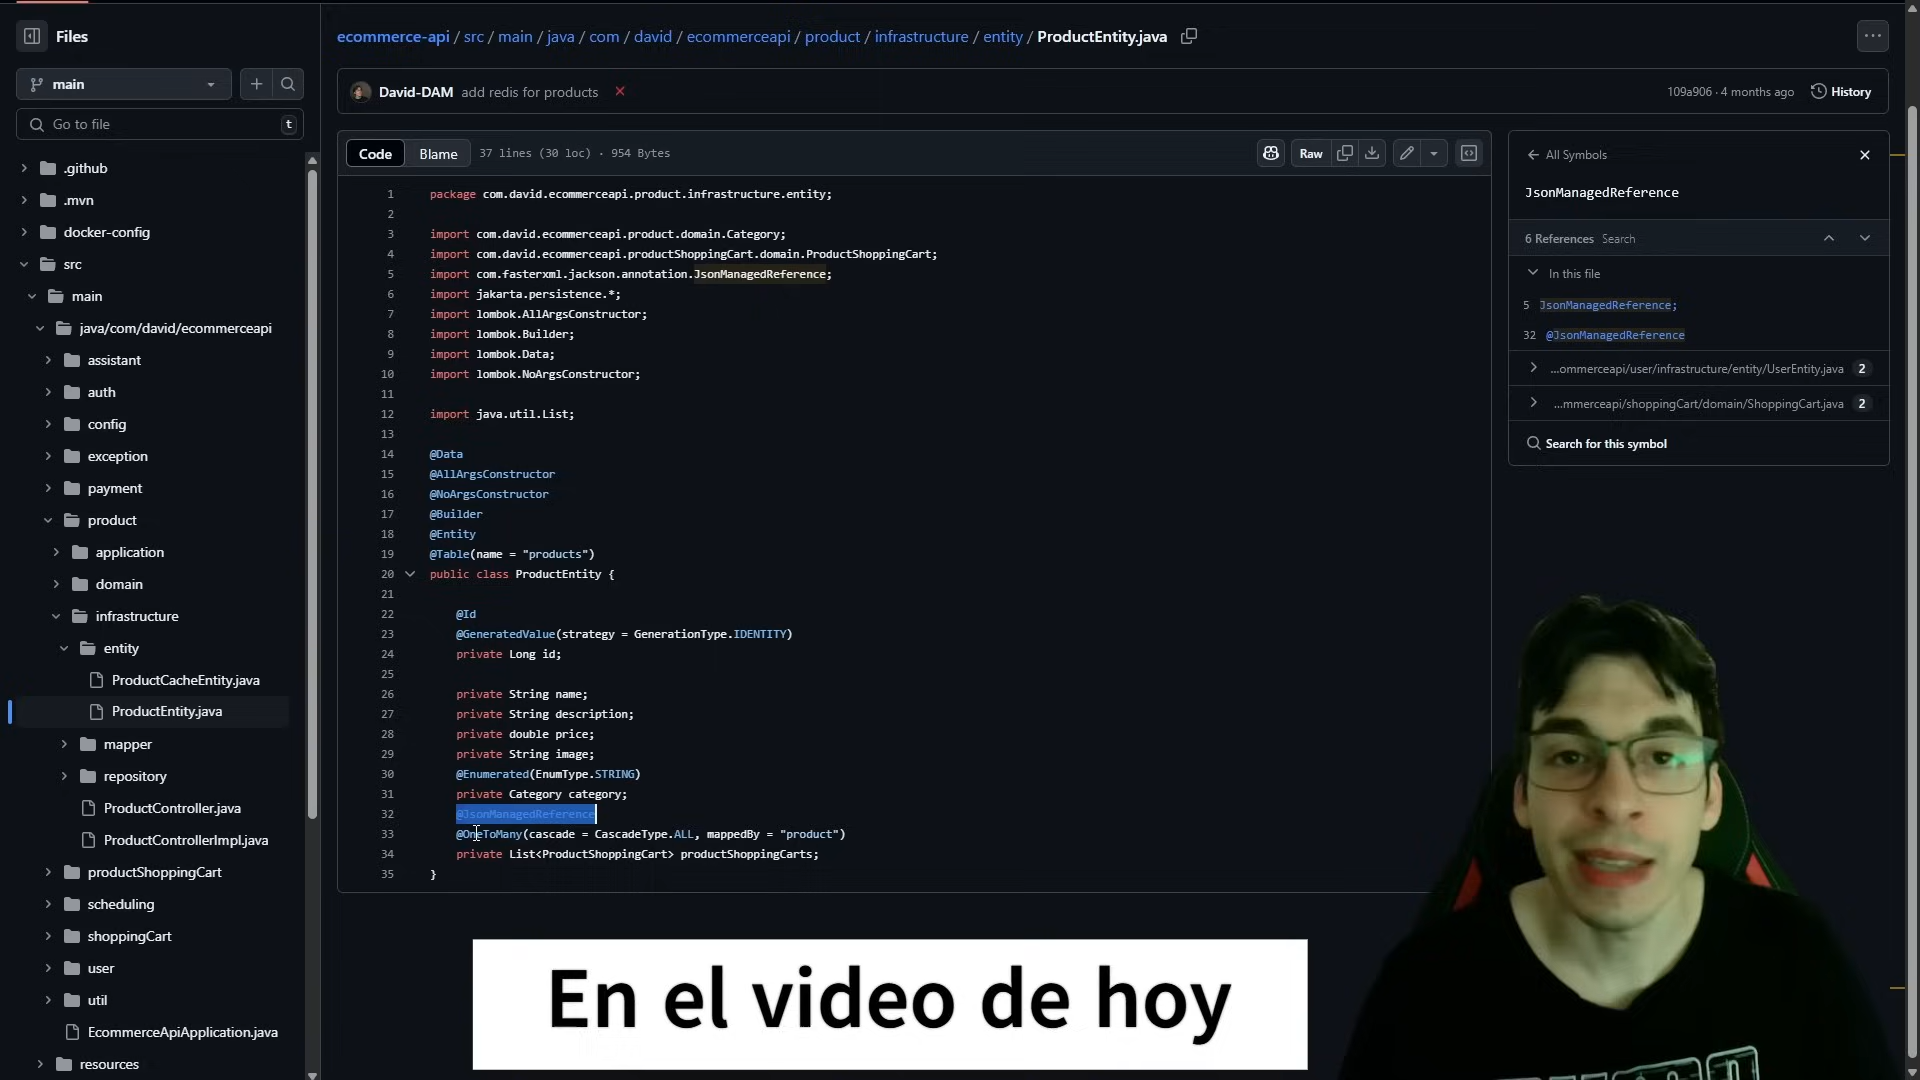 Files
main
Go to file
t
.github
.mvn
docker-config
src
main
java/com/david/ecommerceapi
assistant
auth
config
exception
payment
product
application
domain
infrastructure
entity
ProductCacheEntity.java
ProductEntity.java
mapper
repository
ProductController.java
ProductControllerImpl.java
productShoppingCart
scheduling
shoppingCart
user
util
EcommerceApiApplication.java
resources
ecommerce-api / src / main / java / com / david / ecommerceapi / product / infrastructure / entity / ProductEntity.java
David-DAM add redis for products
109a906 · 4 months ago History
Code Blame 37 lines (30 loc) · 954 Bytes
Raw
1 package com.david.ecommerceapi.product.infrastructure.entity;
2
3 import com.david.ecommerceapi.product.domain.Category;
4 import com.david.ecommerceapi.productShoppingCart.domain.ProductShoppingCart;
5 import com.fasterxml.jackson.annotation.JsonManagedReference;
6 import jakarta.persistence.*;
7 import lombok.AllArgsConstructor;
8 import lombok.Builder;
9 import lombok.Data;
10 import lombok.NoArgsConstructor;
11
12 import java.util.List;
13
14 @Data
15 @AllArgsConstructor
16 @NoArgsConstructor
17 @Builder
18 @Entity
19 @Table(name = "products")
20 public class ProductEntity {
21
22 @Id
23 @GeneratedValue(strategy = GenerationType.IDENTITY)
24 private Long id;
25
26 private String name;
27 private String description;
28 private double price;
29 private String image;
30 @Enumerated(EnumType.STRING)
31 private Category category;
32 @JsonManagedReference
33 @OneToMany(cascade = CascadeType.ALL, mappedBy = "product")
34 private List<ProductShoppingCart> productShoppingCarts;
35 }
All Symbols
JsonManagedReference
6 References Search
In this file
5 JsonManagedReference;
32 @JsonManagedReference
...ommerceapi/user/infrastructure/entity/UserEntity.java 2
...mmerceapi/shoppingCart/domain/ShoppingCart.java 2
Search for this symbol
En el video de hoy